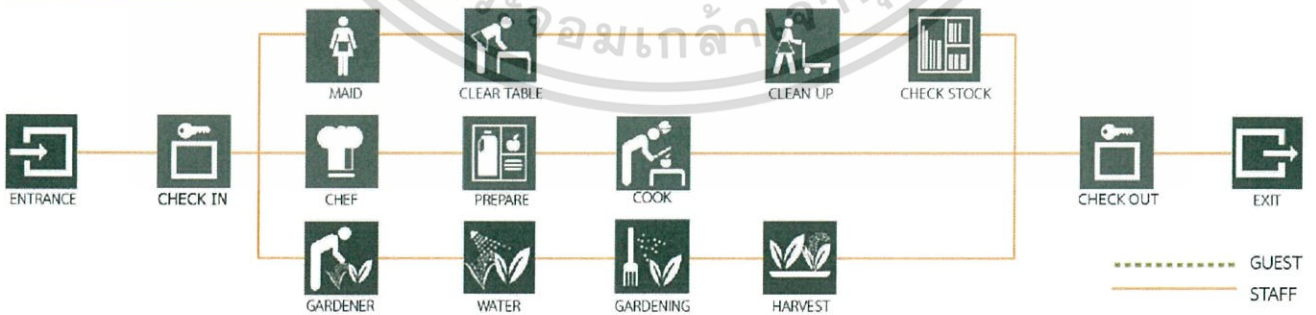 MAID
CLEAR TABLE
CLEAN UP
CHECK STOCK
ENTRANCE
CHECK IN
CHEF
PREPARE
COOK
CHECK OUT
EXIT
GARDENER
WATER
GARDENING
HARVEST
GUEST
STAFF